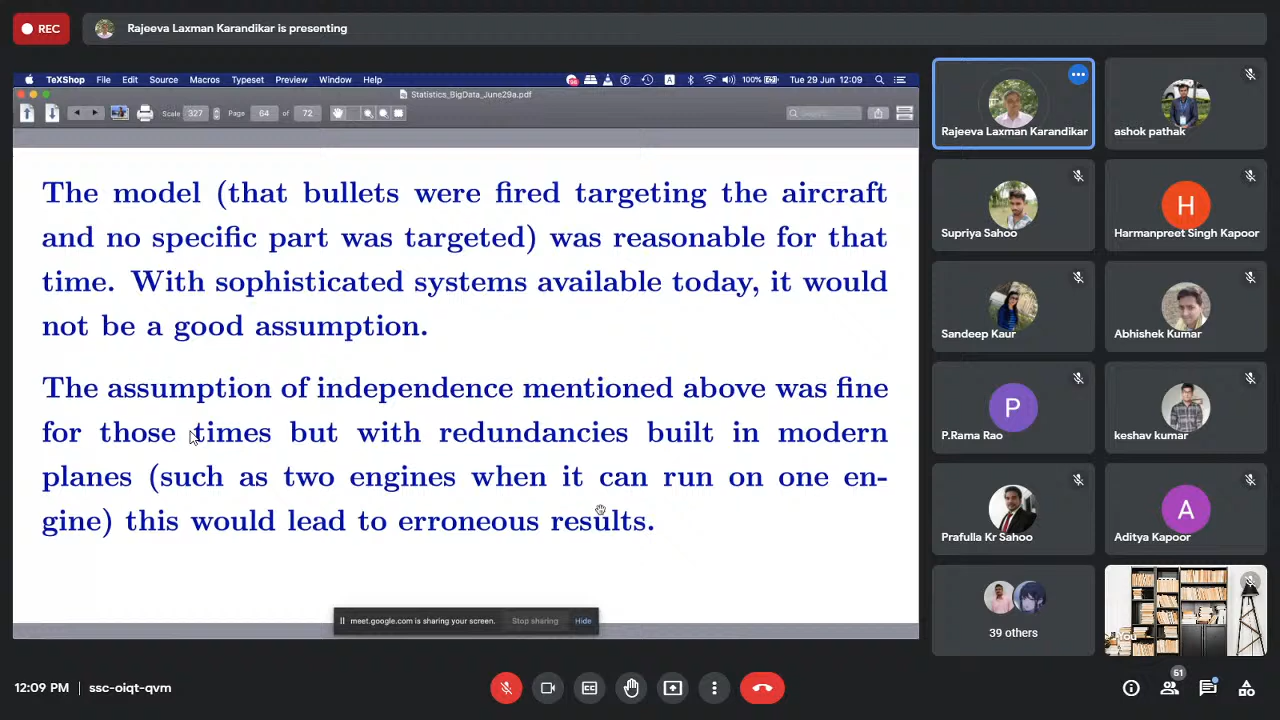 REC
Rajeeva Laxman Karandikar is presenting
TeXShop File Edit Source Macros Typeset Preview Window Help 100% Tue 29 Jun 12:09
Statistics_BigData_June29a.pdf
Scale 327 Page 64 of 72 Search
The model (that bullets were fired targeting the aircraft
and no specific part was targeted) was reasonable for that
time. With sophisticated systems available today, it would
not be a good assumption.
The assumption of independence mentioned above was fine
for those times but with redundancies built in modern
planes (such as two engines when it can run on one en-
gine) this would lead to erroneous results.
meet.google.com is sharing your screen. Stop sharing Hide
Rajeeva Laxman Karandikar
ashok pathak
Supriya Sahoo
H
Harmanpreet Singh Kapoor
Sandeep Kaur
Abhishek Kumar
P
P.Rama Rao
keshav kumar
Prafulla Kr Sahoo
A
Aditya Kapoor
39 others
You
12:09 PM | ssc-oiqt-qvm
51